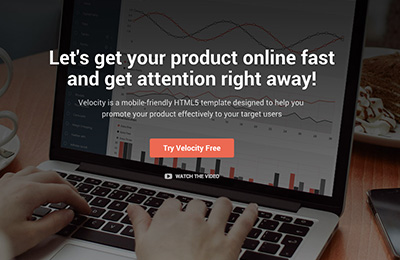 Let's get your product online fast
and get attention right away!
Velocity is a mobile-friendly HTML5 template designed to help you
promote your product effectively to your target users
Try Velocity Free
WATCH THE VIDEO